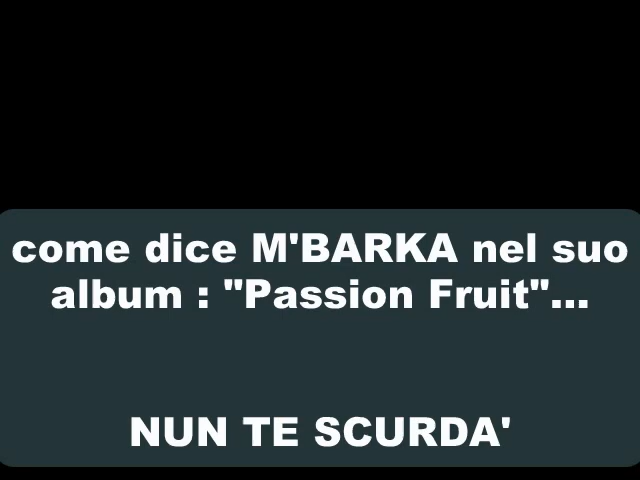 come dice M'BARKA nel suo
album : "Passion Fruit"...
NUN TE SCURDA'